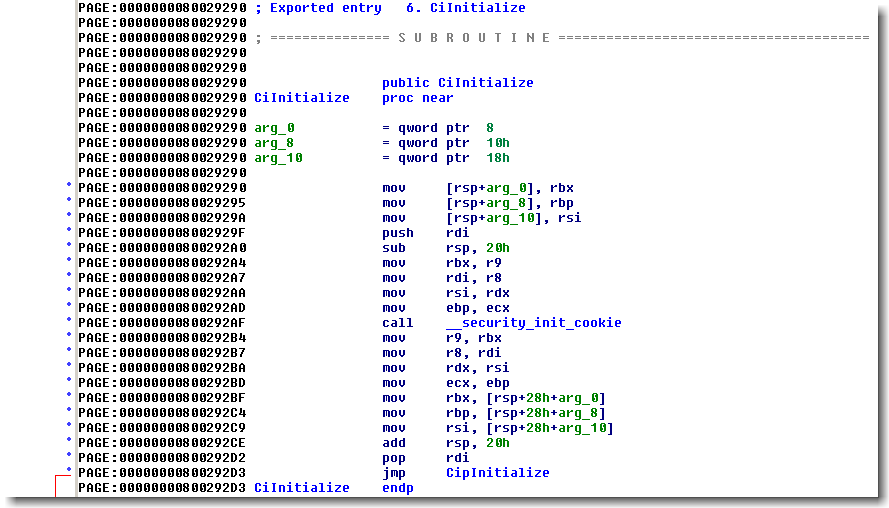 PAGE:0000000080029290 ; Exported entry   6. CiInitialize
PAGE:0000000080029290
PAGE:0000000080029290 ; =============== S U B R O U T I N E =======================================
PAGE:0000000080029290
PAGE:0000000080029290
PAGE:0000000080029290                 public CiInitialize
PAGE:0000000080029290 CiInitialize    proc near
PAGE:0000000080029290
PAGE:0000000080029290 arg_0           = qword ptr  8
PAGE:0000000080029290 arg_8           = qword ptr  10h
PAGE:0000000080029290 arg_10          = qword ptr  18h
PAGE:0000000080029290
PAGE:0000000080029290                 mov     [rsp+arg_0], rbx
PAGE:0000000080029295                 mov     [rsp+arg_8], rbp
PAGE:000000008002929A                 mov     [rsp+arg_10], rsi
PAGE:000000008002929F                 push    rdi
PAGE:00000000800292A0                 sub     rsp, 20h
PAGE:00000000800292A4                 mov     rbx, r9
PAGE:00000000800292A7                 mov     rdi, r8
PAGE:00000000800292AA                 mov     rsi, rdx
PAGE:00000000800292AD                 mov     ebp, ecx
PAGE:00000000800292AF                 call    __security_init_cookie
PAGE:00000000800292B4                 mov     r9, rbx
PAGE:00000000800292B7                 mov     r8, rdi
PAGE:00000000800292BA                 mov     rdx, rsi
PAGE:00000000800292BD                 mov     ecx, ebp
PAGE:00000000800292BF                 mov     rbx, [rsp+28h+arg_0]
PAGE:00000000800292C4                 mov     rbp, [rsp+28h+arg_8]
PAGE:00000000800292C9                 mov     rsi, [rsp+28h+arg_10]
PAGE:00000000800292CE                 add     rsp, 20h
PAGE:00000000800292D2                 pop     rdi
PAGE:00000000800292D3                 jmp     CipInitialize
PAGE:00000000800292D3 CiInitialize    endp